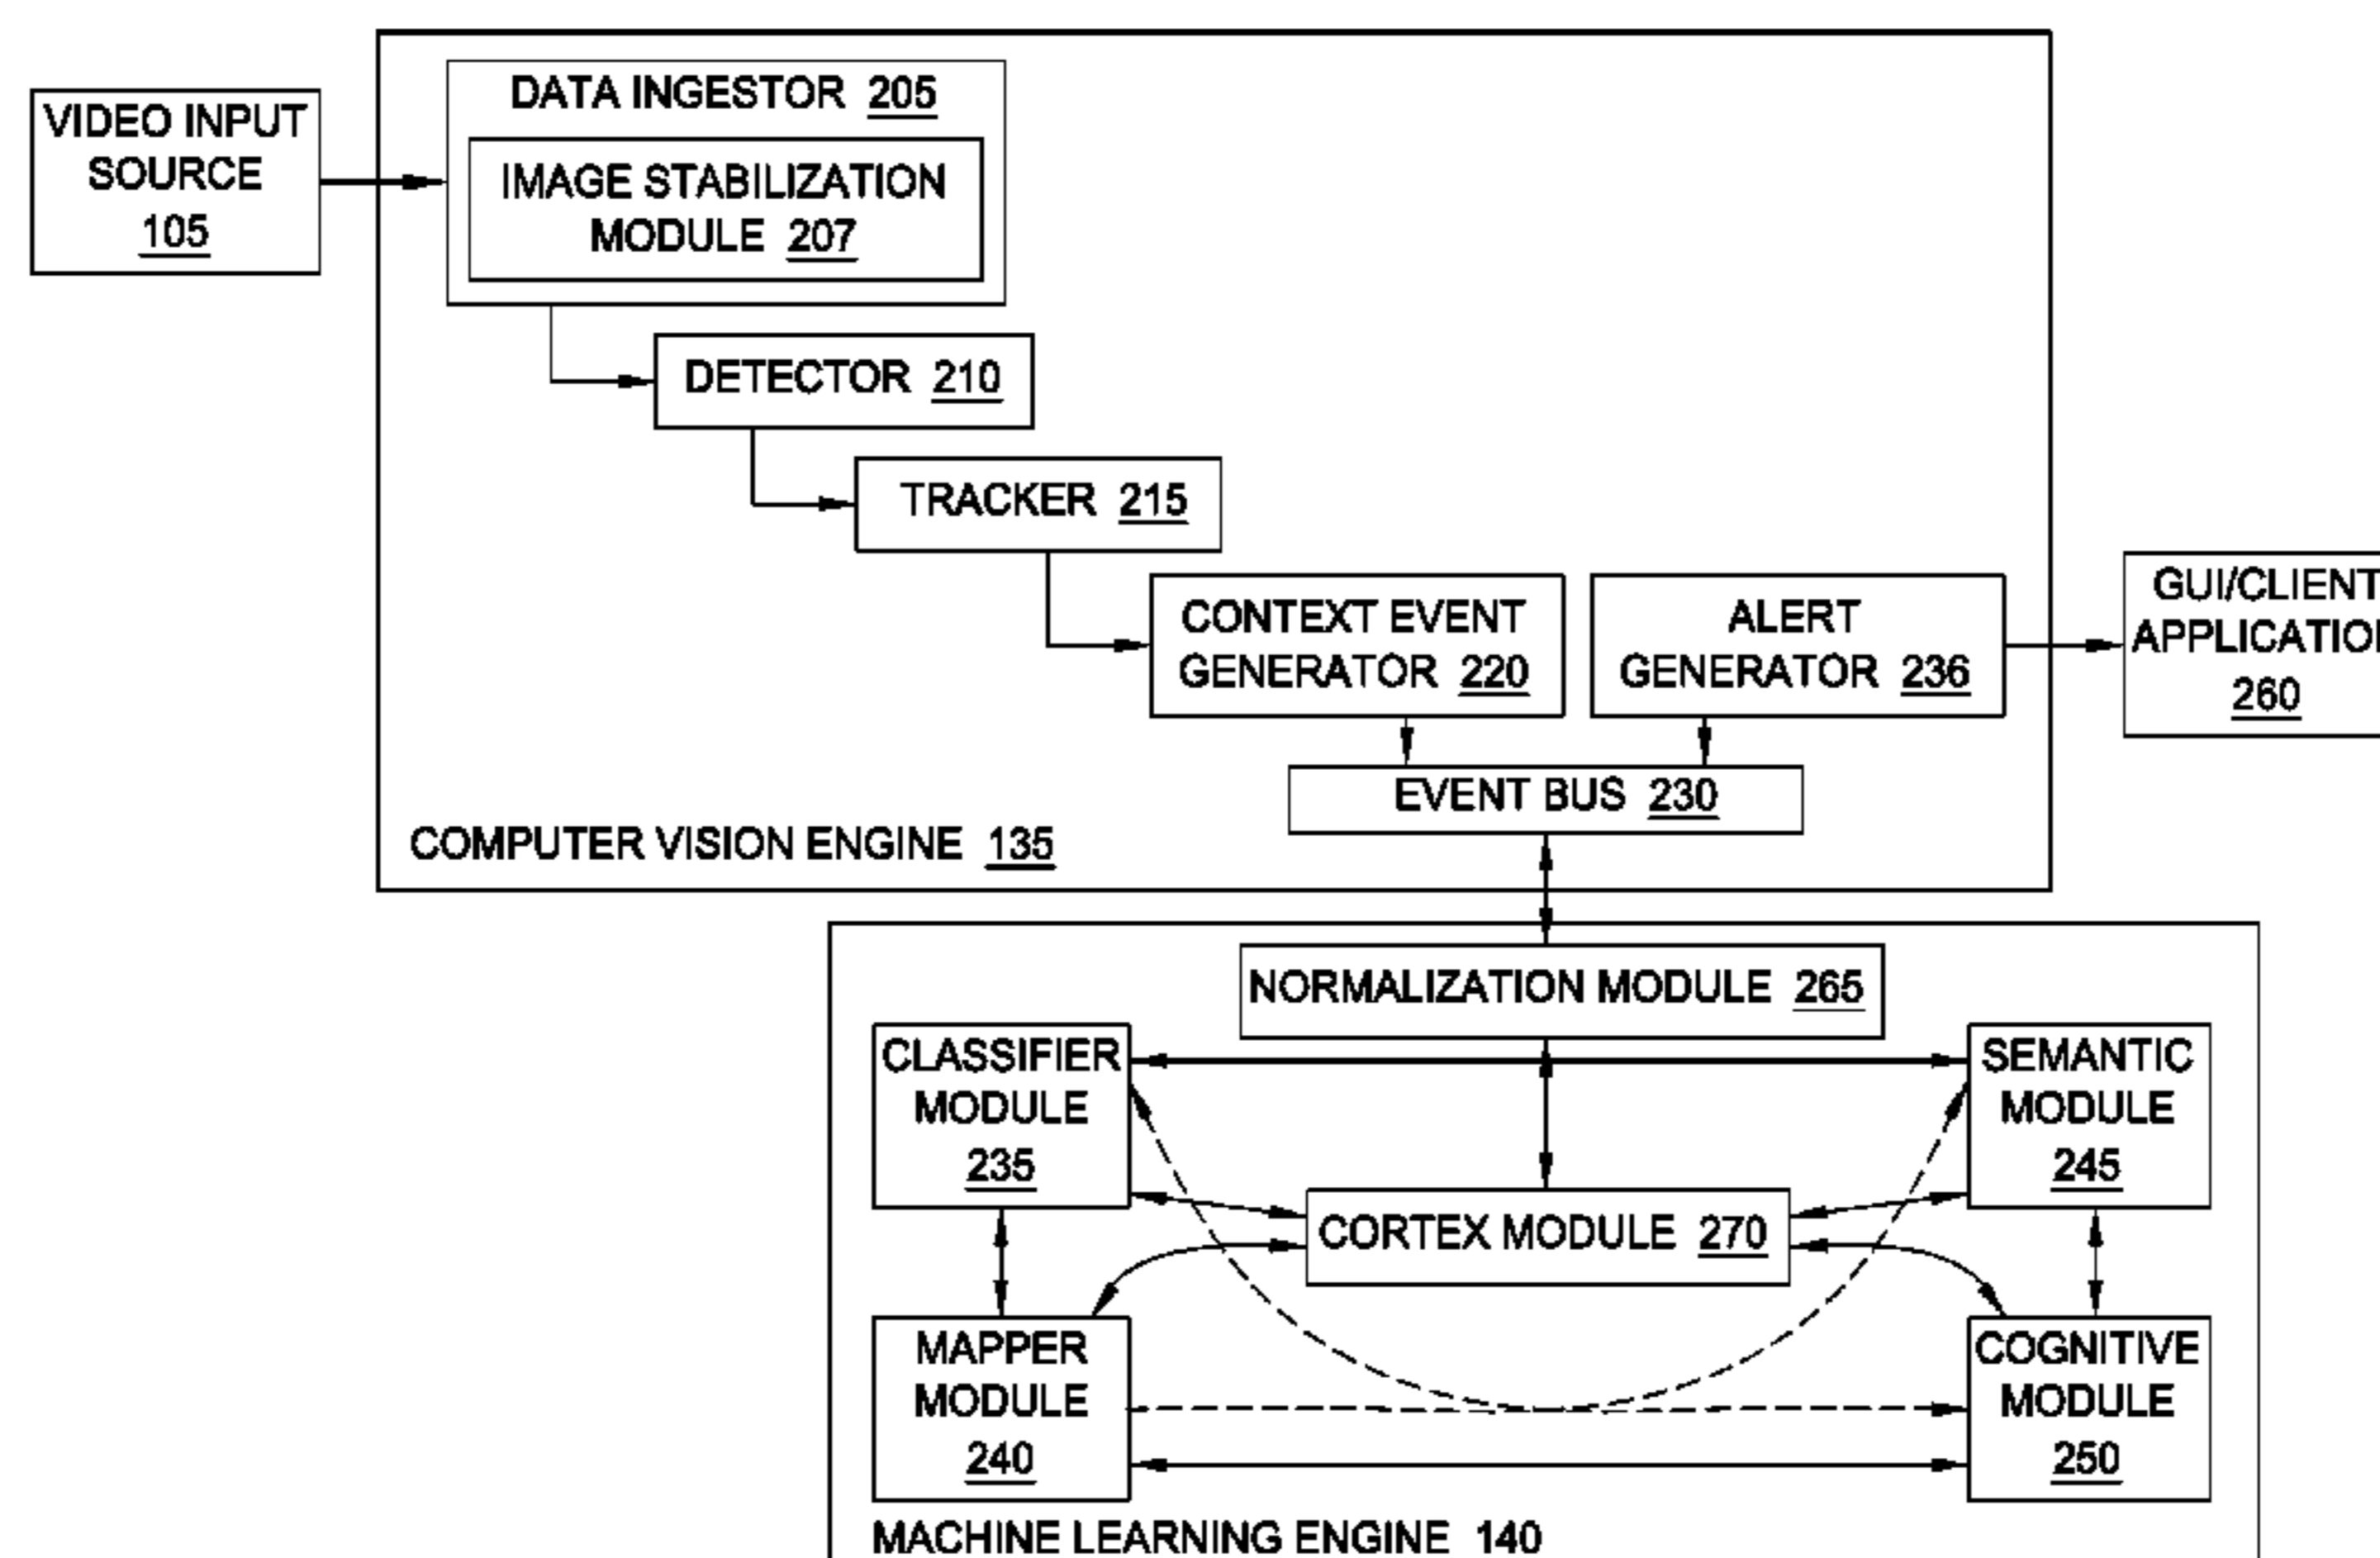 VIDEO INPUT
SOURCE
105
DATA INGESTOR 205
IMAGE STABILIZATION
MODULE 207
DETECTOR 210
TRACKER 215
CONTEXT EVENT
GENERATOR 220
ALERT
GENERATOR 236
GUI/CLIENT
APPLICATION
260
EVENT BUS 230
COMPUTER VISION ENGINE 135
NORMALIZATION MODULE 265
CLASSIFIER
MODULE
235
SEMANTIC
MODULE
245
CORTEX MODULE 270
MAPPER
MODULE
240
COGNITIVE
MODULE
250
MACHINE LEARNING ENGINE 140